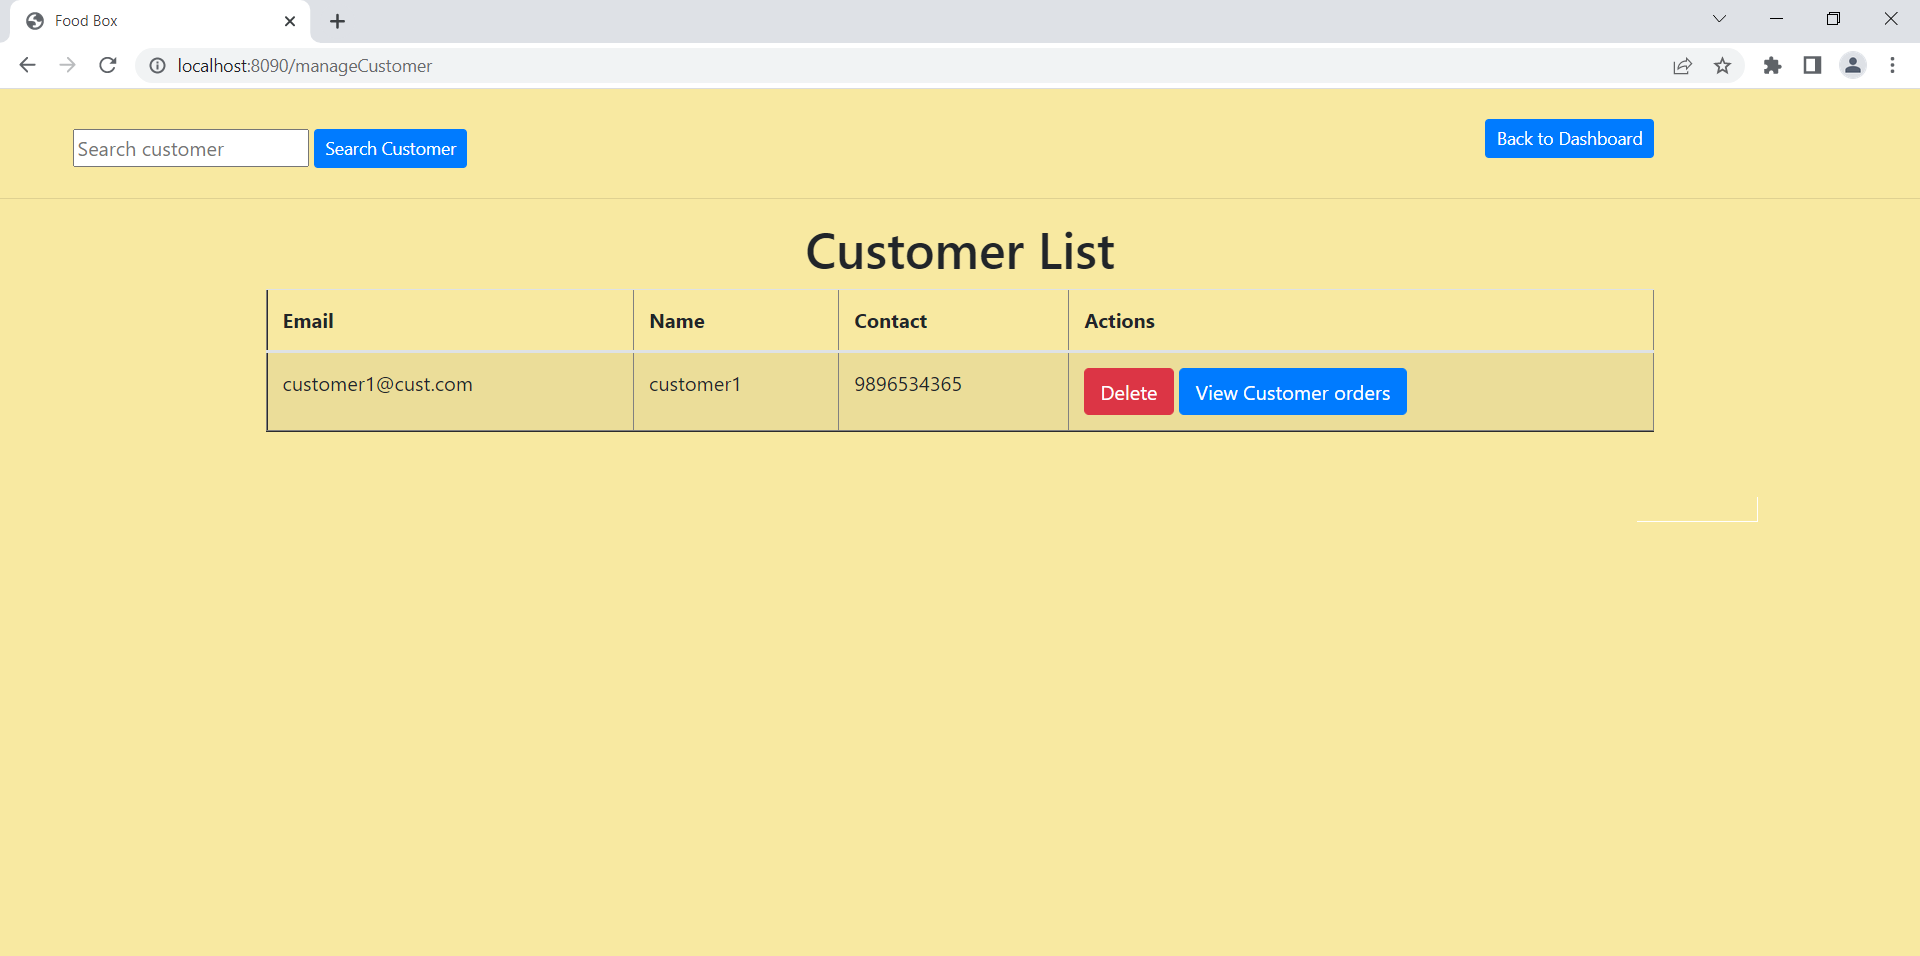 Food Box
localhost:8090/manageCustomer
Search customer Search Customer Back to Dashboard
Customer List
Email Name Contact Actions
customer1@cust.com customer1 9896534365 Delete View Customer orders